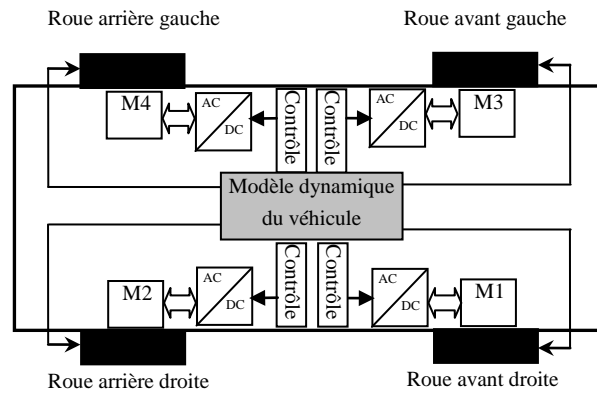 Roue arrière gauche
Roue avant gauche
M4
AC
DC
Contrôle
Contrôle
AC
DC
M3
Modèle dynamique
du véhicule
M2
AC
DC
Contrôle
Contrôle
AC
DC
M1
Roue arrière droite
Roue avant droite